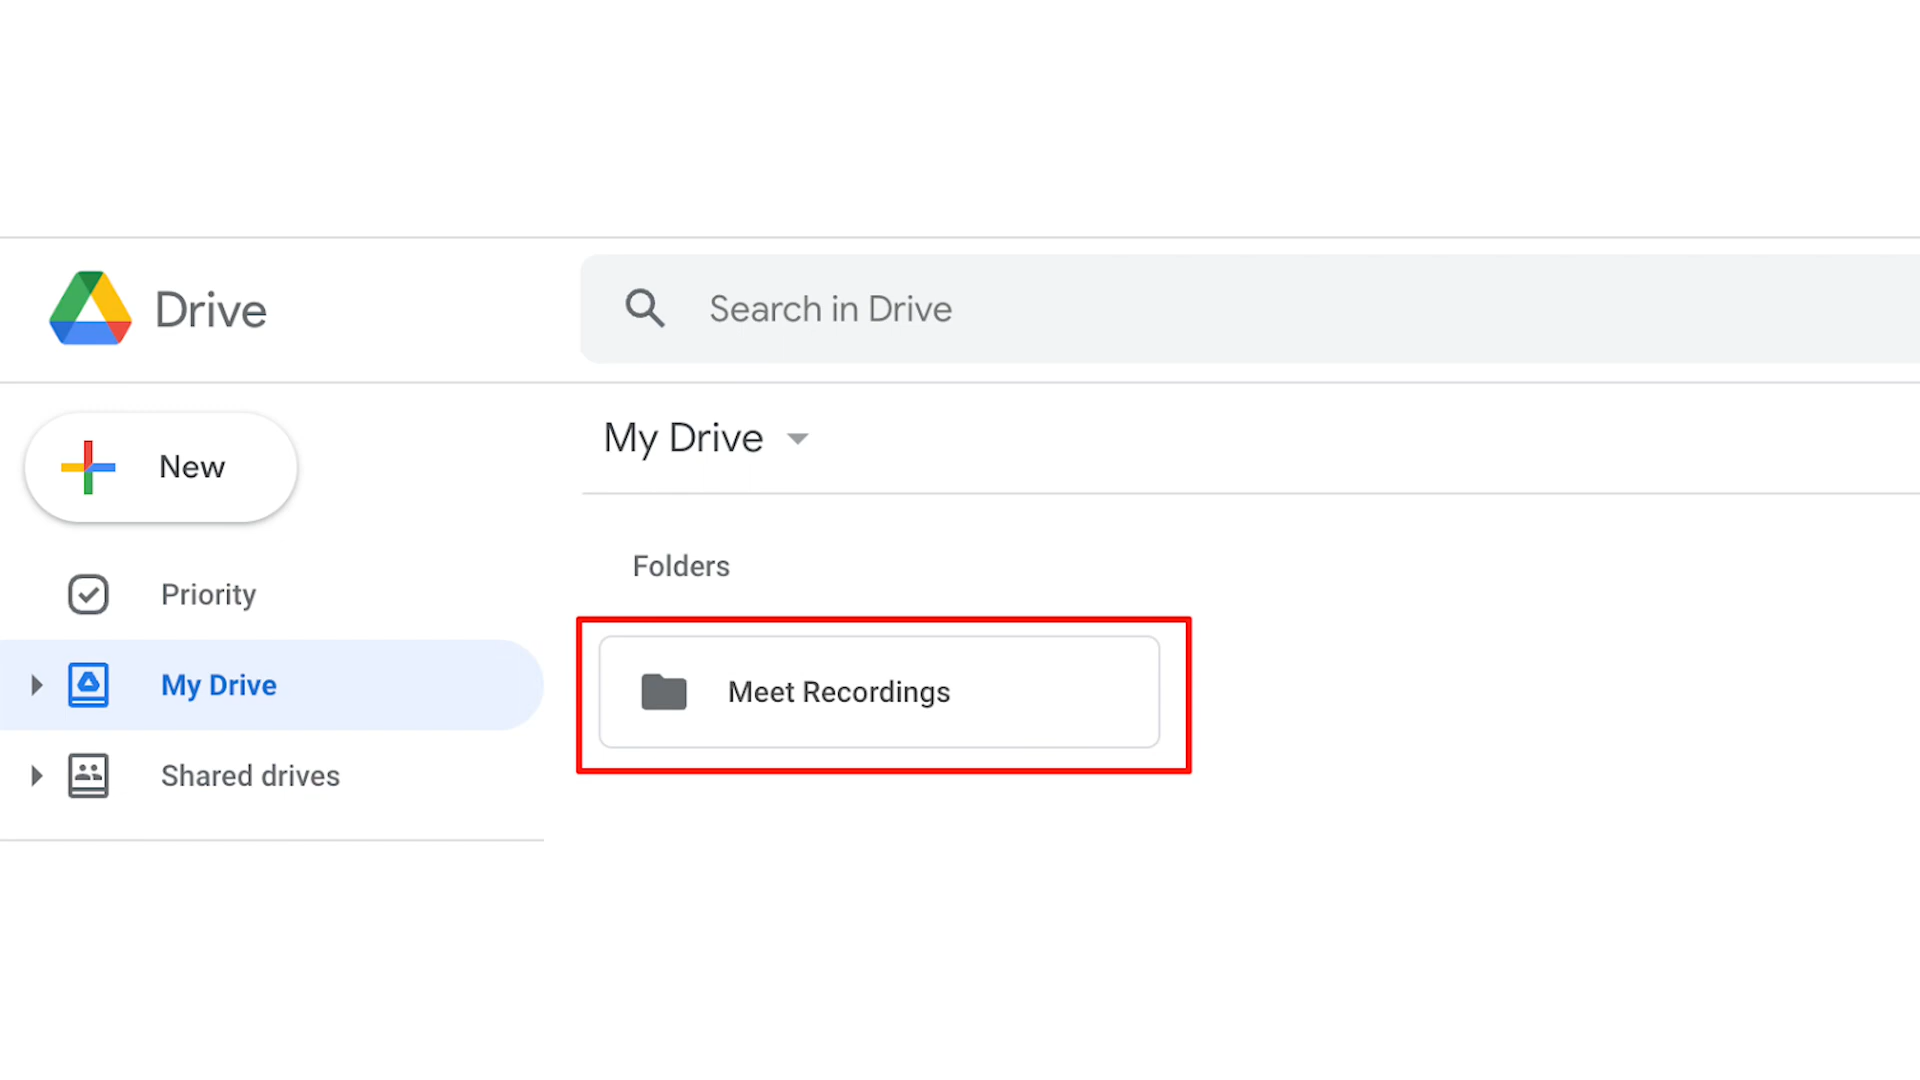 Drive
Search in Drive
New
Priority
My Drive
Shared drives
My Drive
Folders
Meet Recordings